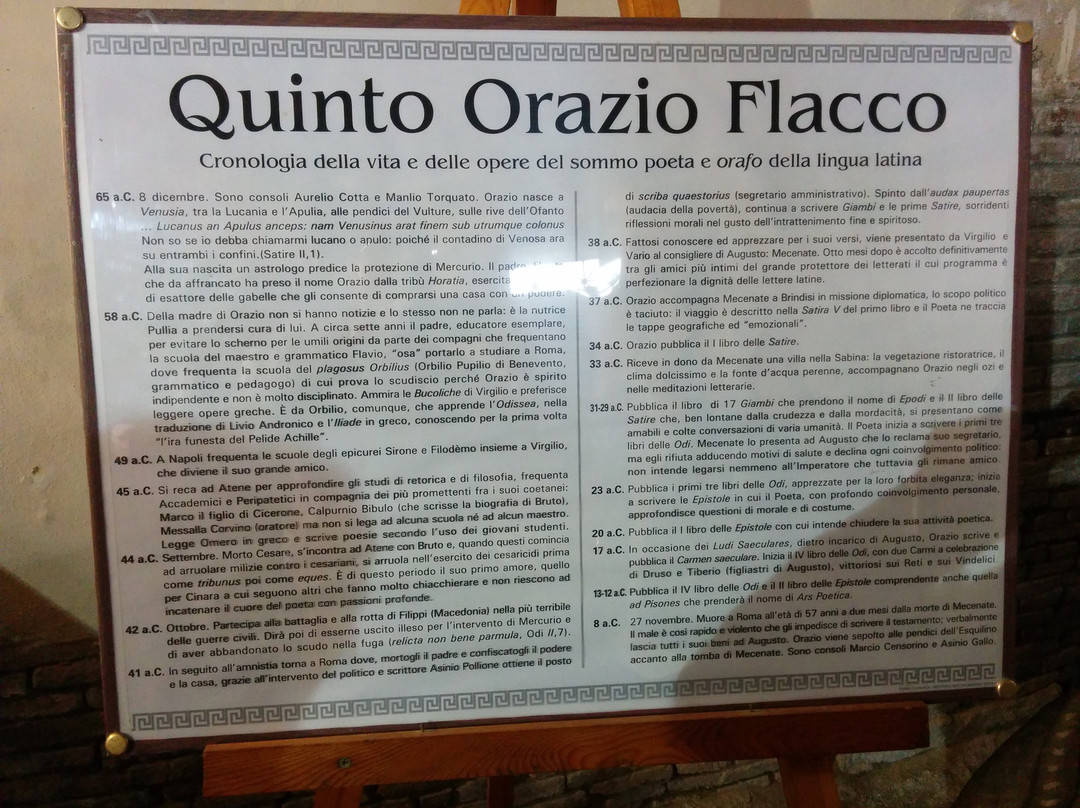 Quinto Orazio Flacco
Cronologia della vita e delle opere del sommo poeta e orafo della lingua latina
65 a.C. 8 dicembre. Sono consoli Aurelio Cotta e Manlio Torquato. Orazio nasce a
Venusia, tra la Lucania e l'Apulia, alle pendici del Vulture, sulle rive dell'Ofanto
... Lucanus an Apulus anceps: nam Venusinus arat finem sub utrumque colonus
Non so se io debba chiamarmi lucano o apulo: poiché il contadino di Venosa ara
su entrambi i confini.(Satire II,1).
Alla sua nascita un astrologo predice la protezione di Mercurio. Il padre,
che da affrancato ha preso il nome Orazio dalla tribù Horatia, esercita
di esattore delle gabelle che gli consente di comprarsi una casa con un podere.
58 a.C. Della madre di Orazio non si hanno notizie e lo stesso non ne parla: è la nutrice
Pullia a prendersi cura di lui. A circa sette anni il padre, educatore esemplare,
per evitare lo scherno per le umili origini da parte dei compagni che frequentano
la scuola del maestro e grammatico Flavio, "osa" portarlo a studiare a Roma,
dove frequenta la scuola del plagosus Orbilius (Orbilio Pupilio di Benevento,
grammatico e pedagogo) di cui prova lo scudiscio perché Orazio è spirito
indipendente e non è molto disciplinato. Ammira le Bucoliche di Virgilio e preferisce
leggere opere greche. È da Orbilio, comunque, che apprende l'Odissea, nella
traduzione di Livio Andronico e l'Iliade in greco, conoscendo per la prima volta
"l'ira funesta del Pelide Achille".
49 a.C. A Napoli frequenta le scuole degli epicurei Sirone e Filodèmo insieme a Virgilio,
che diviene il suo grande amico.
45 a.C. Si reca ad Atene per approfondire gli studi di retorica e di filosofia, frequenta
Accademici e Peripatetici in compagnia dei più promettenti fra i suoi coetanei:
Marco il figlio di Cicerone, Calpurnio Bibulo (che scrisse la biografia di Bruto),
Messalla Corvino (oratore) ma non si lega ad alcuna scuola né ad alcun maestro.
Legge Omero in greco e scrive poesie secondo l'uso dei giovani studenti.
44 a.C. Settembre. Morto Cesare, s'incontra ad Atene con Bruto e, quando questi comincia
ad arruolare milizie contro i cesariani, si arruola nell'esercito dei cesaricidi prima
come tribunus poi come eques. È di questo periodo il suo primo amore, quello
per Cinara a cui seguono altri che fanno molto chiacchierare e non riescono ad
incatenare il cuore del poeta con passioni profonde.
42 a.C. Ottobre. Partecipa alla battaglia e alla rotta di Filippi (Macedonia) nella più terribile
delle guerre civili. Dirà poi di esserne uscito illeso per l'intervento di Mercurio e
di aver abbandonato lo scudo nella fuga (relicta non bene parmula, Odi II,7).
41 a.C. In seguito all'amnistia torna a Roma dove, mortogli il padre e confiscatogli il podere
e la casa, grazie all'intervento del politico e scrittore Asinio Pollione ottiene il posto
di scriba quaestorius (segretario amministrativo). Spinto dall'audax paupertas
(audacia della povertà), continua a scrivere Giambi e le prime Satire, sorridenti
riflessioni morali nel gusto dell'intrattenimento fine e spiritoso.
38 a.C. Fattosi conoscere ed apprezzare per i suoi versi, viene presentato da Virgilio e
Vario al consigliere di Augusto: Mecenate. Otto mesi dopo è accolto definitivamente
tra gli amici più intimi del grande protettore dei letterati il cui programma è
perfezionare la dignità delle lettere latine.
37 a.C. Orazio accompagna Mecenate a Brindisi in missione diplomatica, lo scopo politico
è taciuto: il viaggio è descritto nella Satira V del primo libro e il Poeta ne traccia
le tappe geografiche ed "emozionali".
34 a.C. Orazio pubblica il I libro delle Satire.
33 a.C. Riceve in dono da Mecenate una villa nella Sabina: la vegetazione ristoratrice, il
clima dolcissimo e la fonte d'acqua perenne, accompagnano Orazio negli ozi e
nelle meditazioni letterarie.
31-29 a.C. Pubblica il libro di 17 Giambi che prendono il nome di Epodi e il II libro delle
Satire che, ben lontane dalla crudezza e dalla mordacità, si presentano come
amabili e colte conversazioni di varia umanità. Il Poeta inizia a scrivere i primi tre
libri delle Odi. Mecenate lo presenta ad Augusto che lo reclama suo segretario,
ma egli rifiuta adducendo motivi di salute e declina ogni coinvolgimento politico:
non intende legarsi nemmeno all'Imperatore che tuttavia gli rimane amico.
23 a.C. Pubblica i primi tre libri delle Odi, apprezzate per la loro forbita eleganza; inizia
a scrivere le Epistole in cui il Poeta, con profondo coinvolgimento personale,
approfondisce questioni di morale e di costume.
20 a.C. Pubblica il I libro delle Epistole con cui intende chiudere la sua attività poetica.
17 a.C. In occasione dei Ludi Saeculares, dietro incarico di Augusto, Orazio scrive e
pubblica il Carmen saeculare. Inizia il IV libro delle Odi, con due Carmi a celebrazione
di Druso e Tiberio (figliastri di Augusto), vittoriosi sui Reti e sui Vindelici.
13-12 a.C. Pubblica il IV libro delle Odi e il II libro delle Epistole comprendente anche quella
ad Pisones che prenderà il nome di Ars Poetica.
8 a.C. 27 novembre. Muore a Roma all'età di 57 anni a due mesi dalla morte di Mecenate.
Il male è così rapido e violento che gli impedisce di scrivere il testamento; verbalmente
lascia tutti i suoi beni ad Augusto. Orazio viene sepolto alle pendici dell'Esquilino
accanto alla tomba di Mecenate. Sono consoli Marcio Censorino e Asinio Gallo.